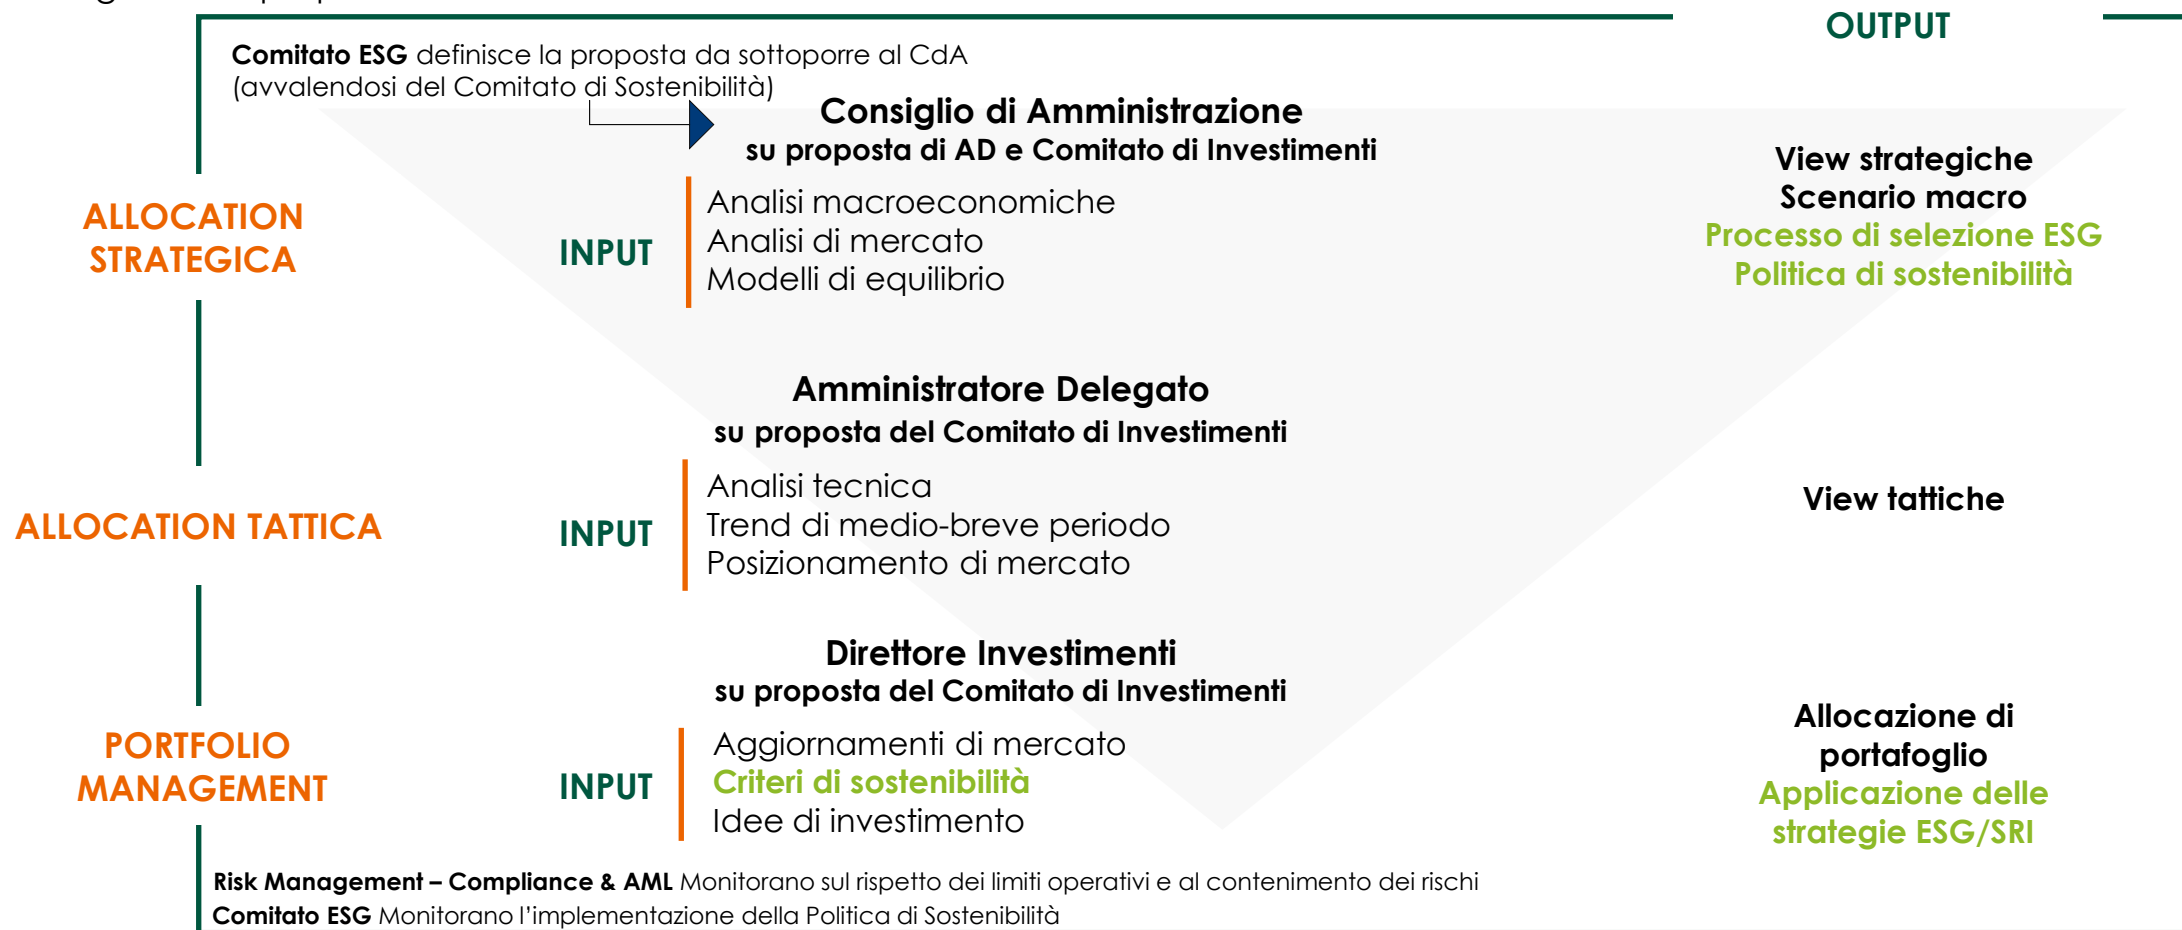 OUTPUT
Comitato ESG definisce la proposta da sottoporre al CdA
(avvalendosi del Comitato di Sostenibilità)
Consiglio di Amministrazione
su proposta di AD e Comitato di Investimenti
ALLOCATION
STRATEGICA
INPUT
Analisi macroeconomiche
Analisi di mercato
Modelli di equilibrio
View strategiche
Scenario macro
Processo di selezione ESG
Politica di sostenibilità
Amministratore Delegato
su proposta del Comitato di Investimenti
ALLOCATION TATTICA
INPUT
Analisi tecnica
Trend di medio-breve periodo
Posizionamento di mercato
View tattiche
Direttore Investimenti
su proposta del Comitato di Investimenti
PORTFOLIO
MANAGEMENT
INPUT
Aggiornamenti di mercato
Criteri di sostenibilità
Idee di investimento
Allocazione di
portafoglio
Applicazione delle
strategie ESG/SRI
Risk Management – Compliance & AML Monitorano sul rispetto dei limiti operativi e al contenimento dei rischi
Comitato ESG Monitorano l'implementazione della Politica di Sostenibilità